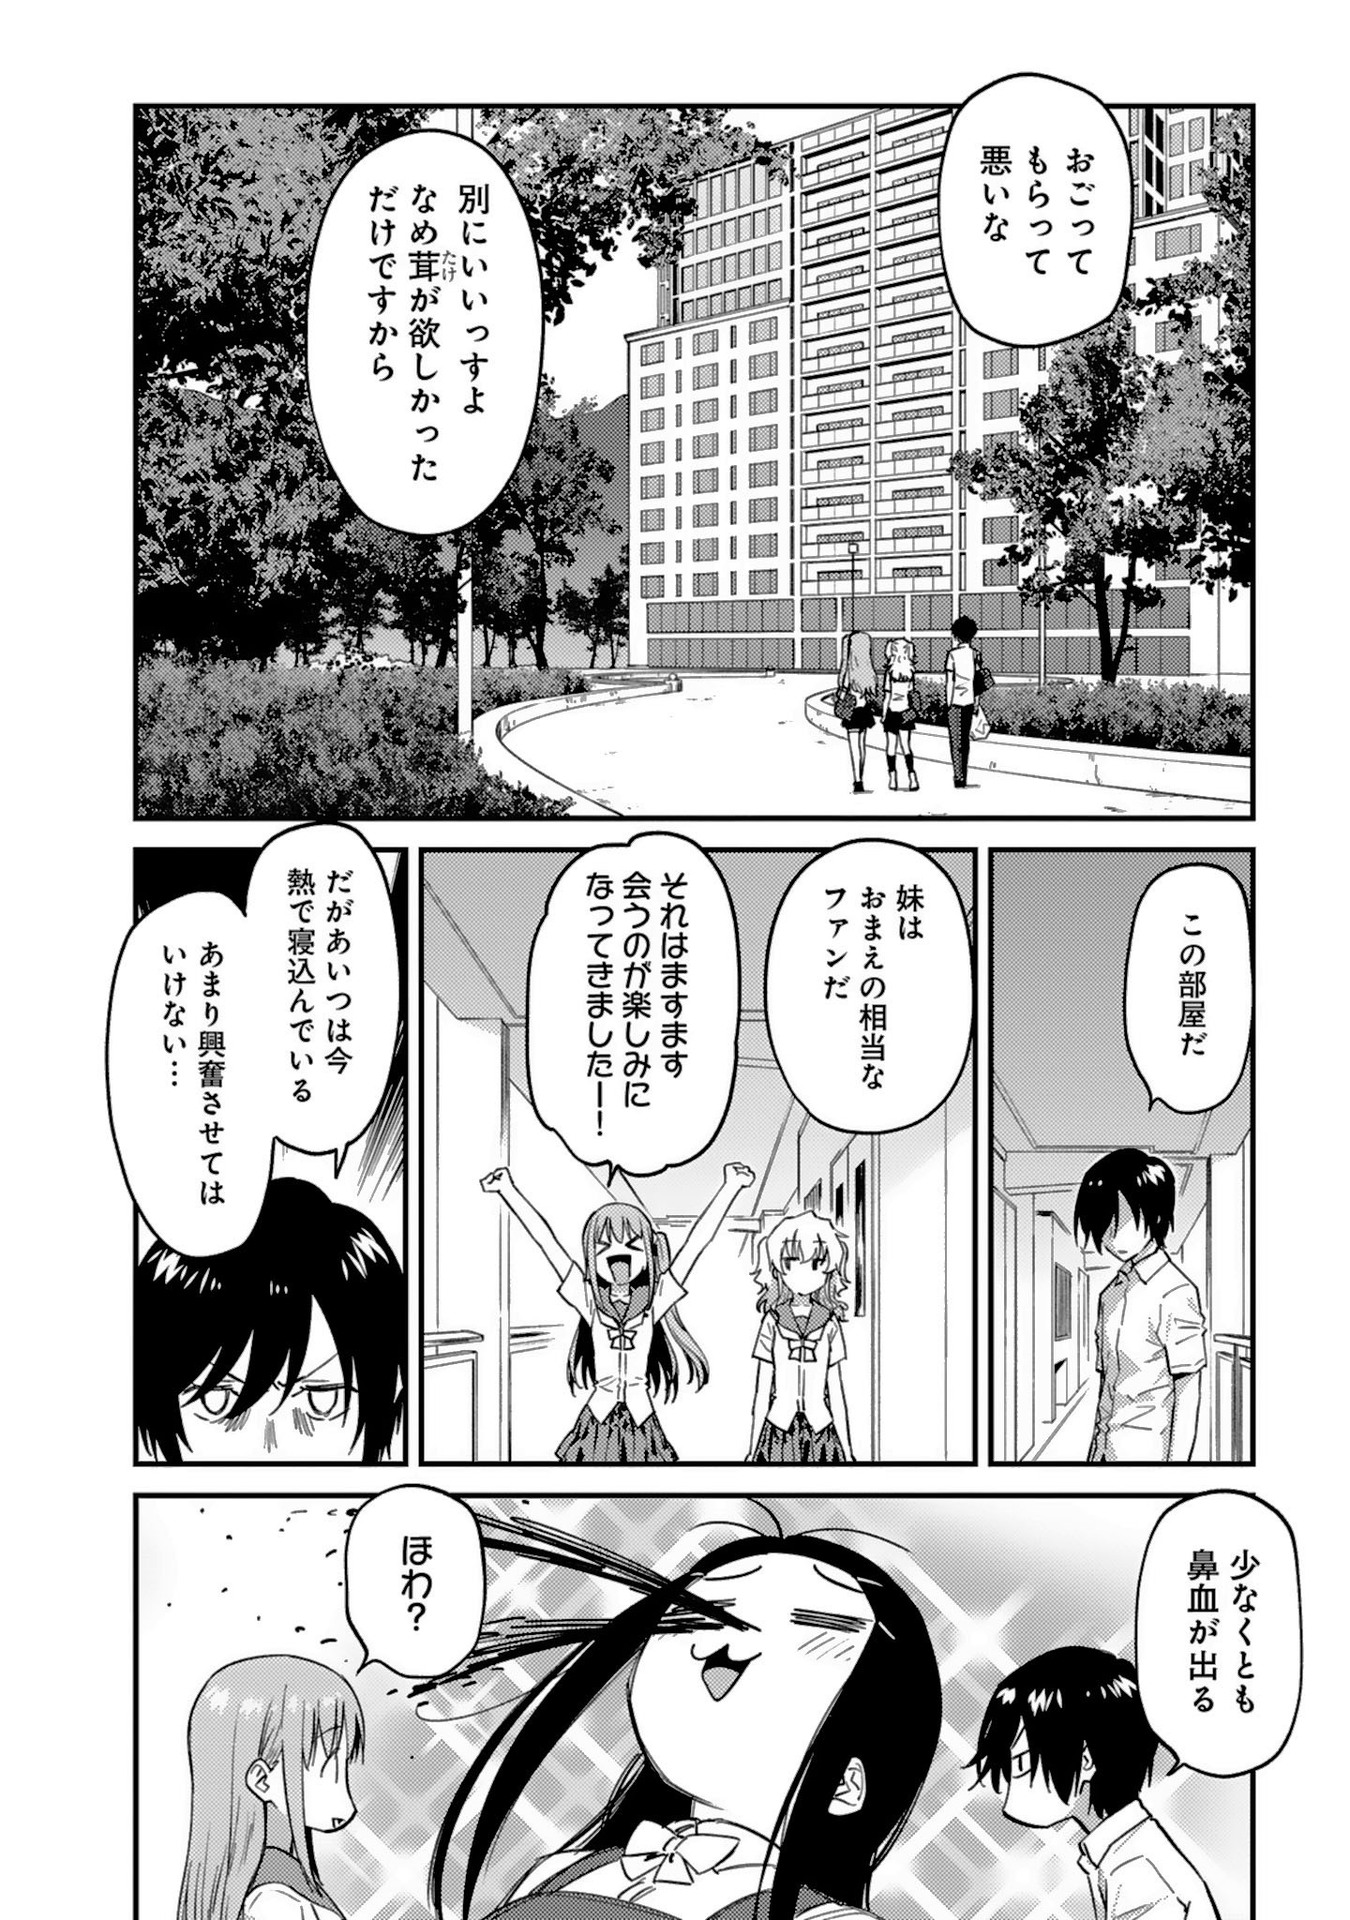 おごって
もらって
悪いな
別にいいっすよ
なめ茸が欲しかった
たけ
だけですから
この部屋だ
妹は
おまえの相当な
ファンだ
それはますます
会うのが楽しみに
なってきましたー！
だがあいつは今
熱で寝込んでいる
あまり興奮させては
いけない…
少なくとも
鼻血が出る
ほわ？